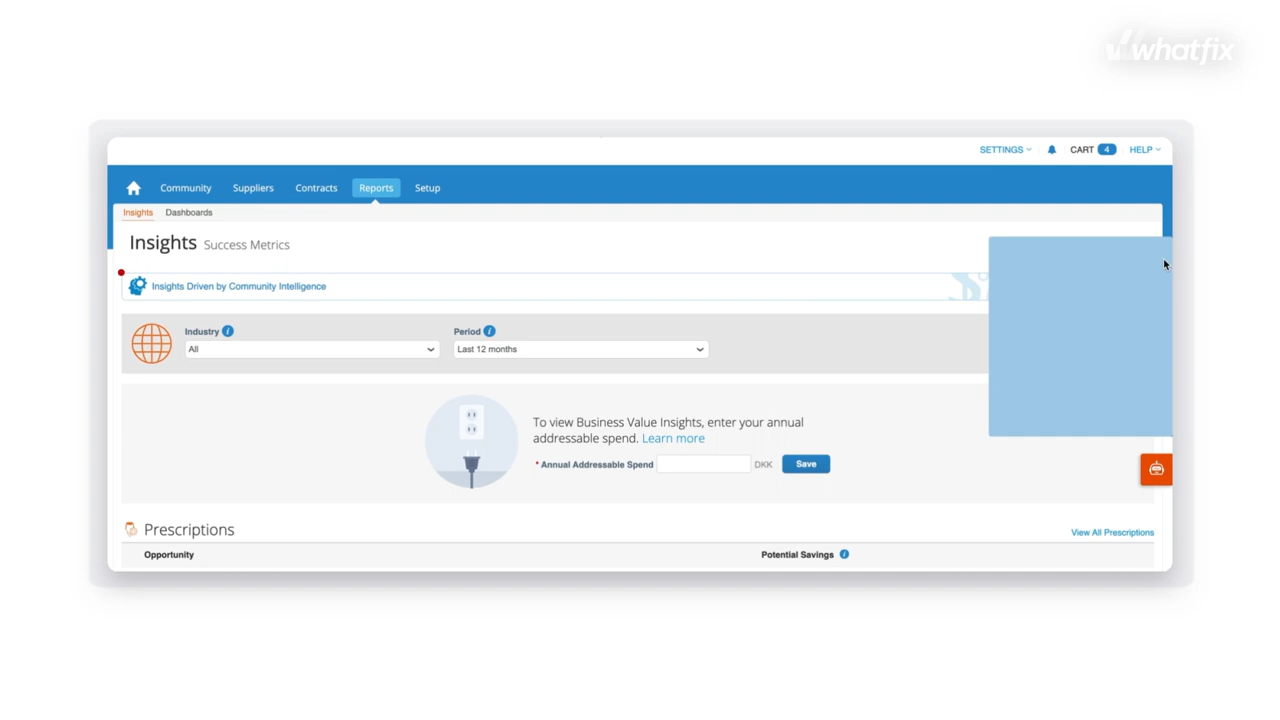 whatfix
SETTINGS CART 4 HELP
Community Suppliers Contracts Reports Setup
Insights Dashboards
Insights Success Metrics
Insights Driven by Community Intelligence
Industry i Period i
All Last 12 months
To view Business Value Insights, enter your annual
addressable spend. Learn more
* Annual Addressable Spend DKK Save
Prescriptions View All Prescriptions
Opportunity Potential Savings i